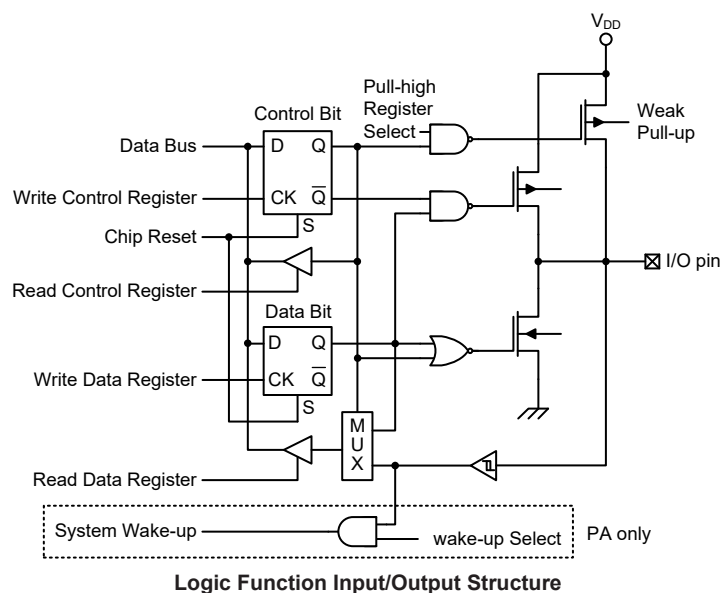 VDD
Pull-high
Register
Select
Weak
Pull-up
Control Bit
Data Bus
D Q
Write Control Register
CK Q
Chip Reset
S
I/O pin
Read Control Register
Data Bit
D Q
Write Data Register
CK Q
S
M
U
X
Read Data Register
System Wake-up
wake-up Select
PA only
Logic Function Input/Output Structure